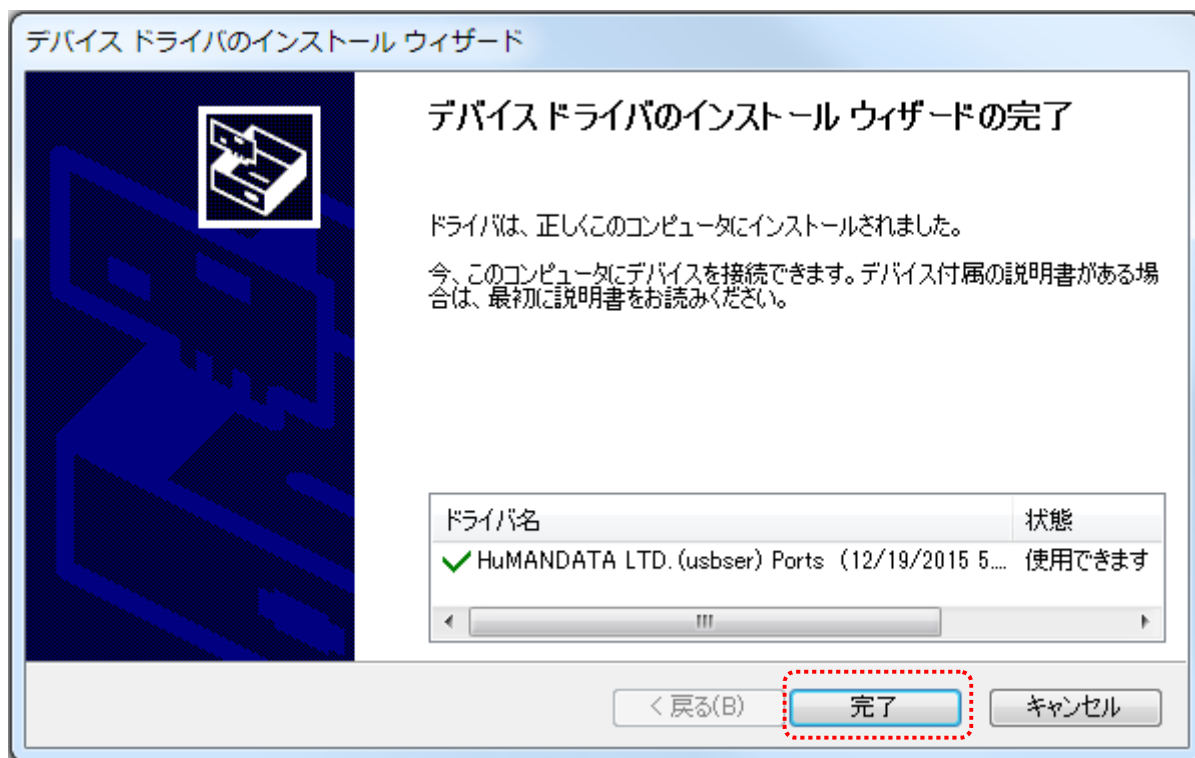 デバイス ドライバのインストール ウィザード
デバイス ドライバのインストール ウィザードの完了
ドライバは、正しくこのコンピュータにインストールされました。
今、このコンピュータにデバイスを接続できます。デバイス付属の説明書がある場
合は、最初に説明書をお読みください。
ドライバ名 状態
HuMANDATA LTD. (usbser) Ports (12/19/2015 5.... 使用できます
< 戻る(B) 完了 キャンセル